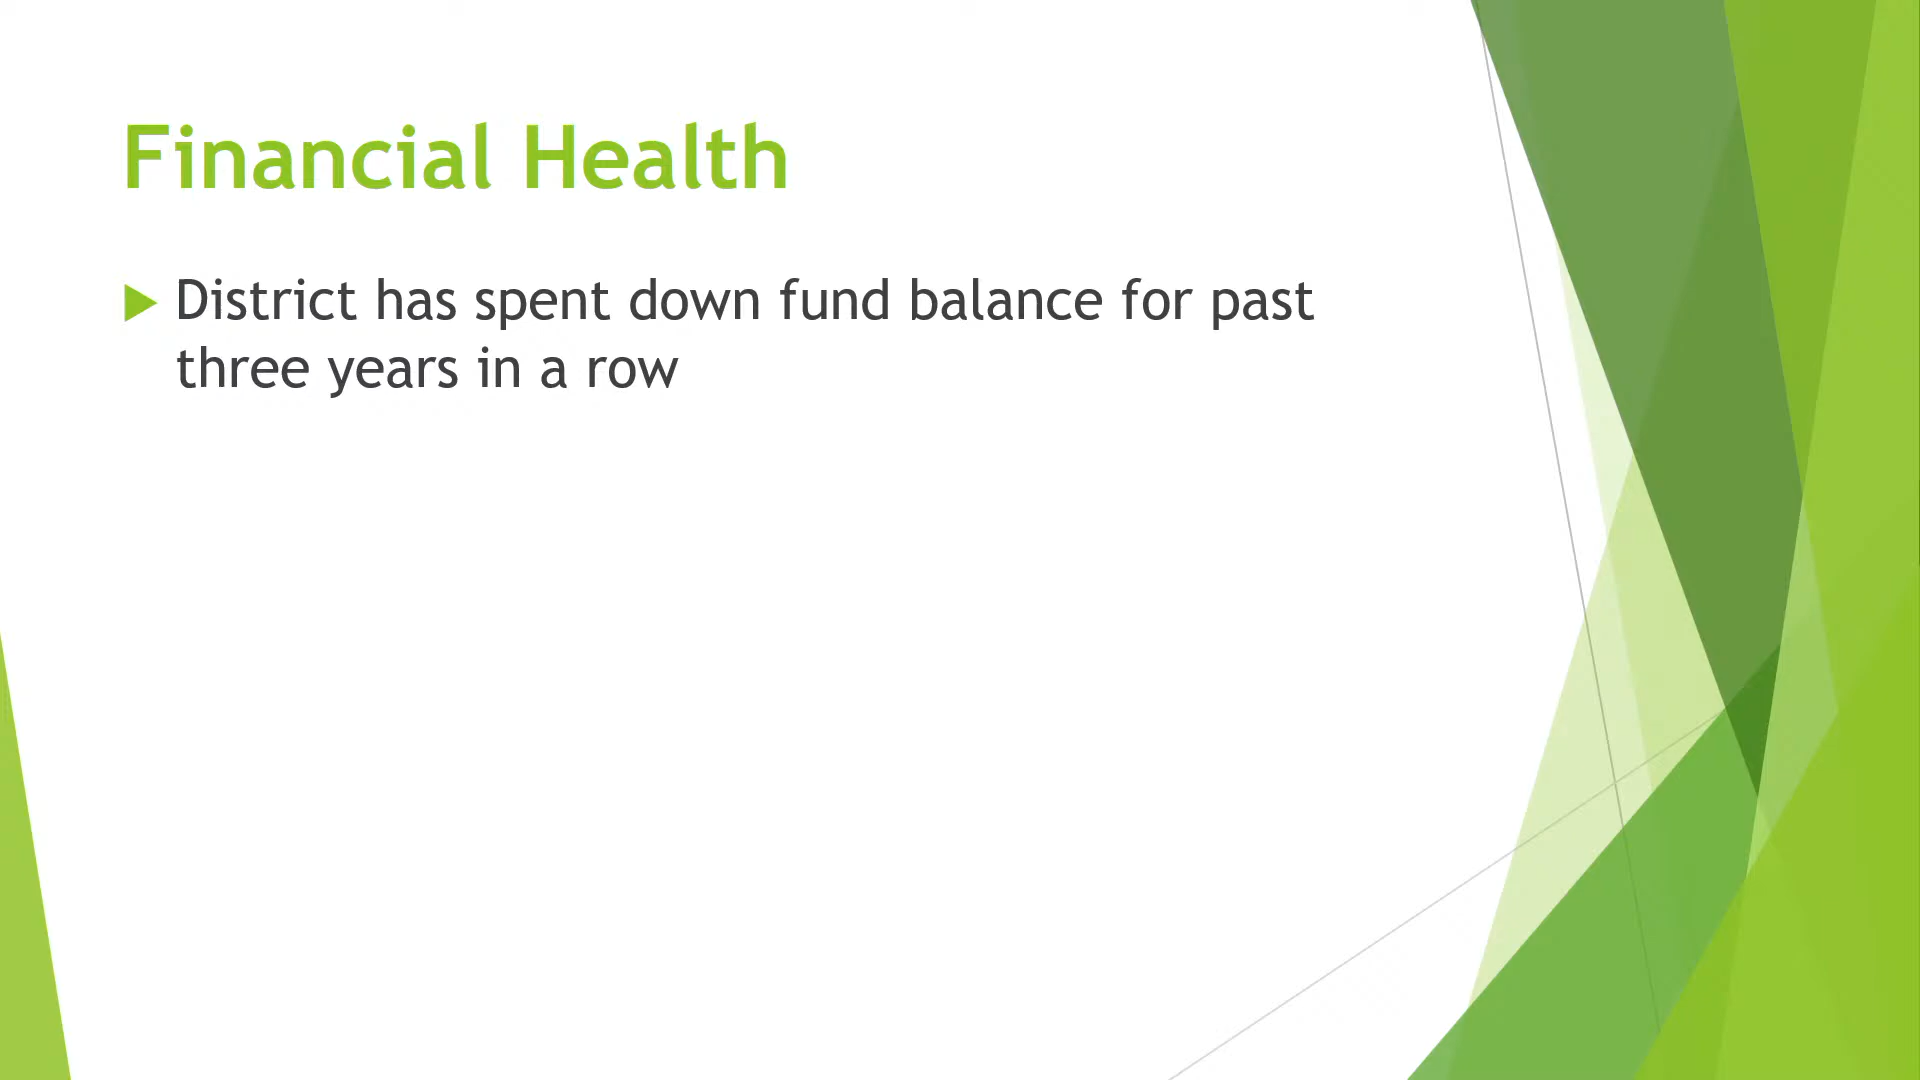 Financial Health
District has spent down fund balance for past
three years in a row